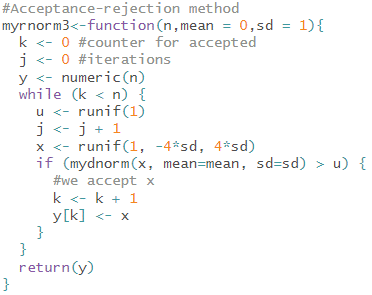 #Acceptance-rejection method
myrnorm3<-function(n,mean = 0,sd = 1){
  k <- 0 #counter for accepted
  j <- 0 #iterations
  y <- numeric(n)
  while (k < n) {
    u <- runif(1)
    j <- j + 1
    x <- runif(1, -4*sd, 4*sd)
    if (mydnorm(x, mean=mean, sd=sd) > u) {
      #we accept x
      k <- k + 1
      y[k] <- x
    }
  }
  return(y)
}